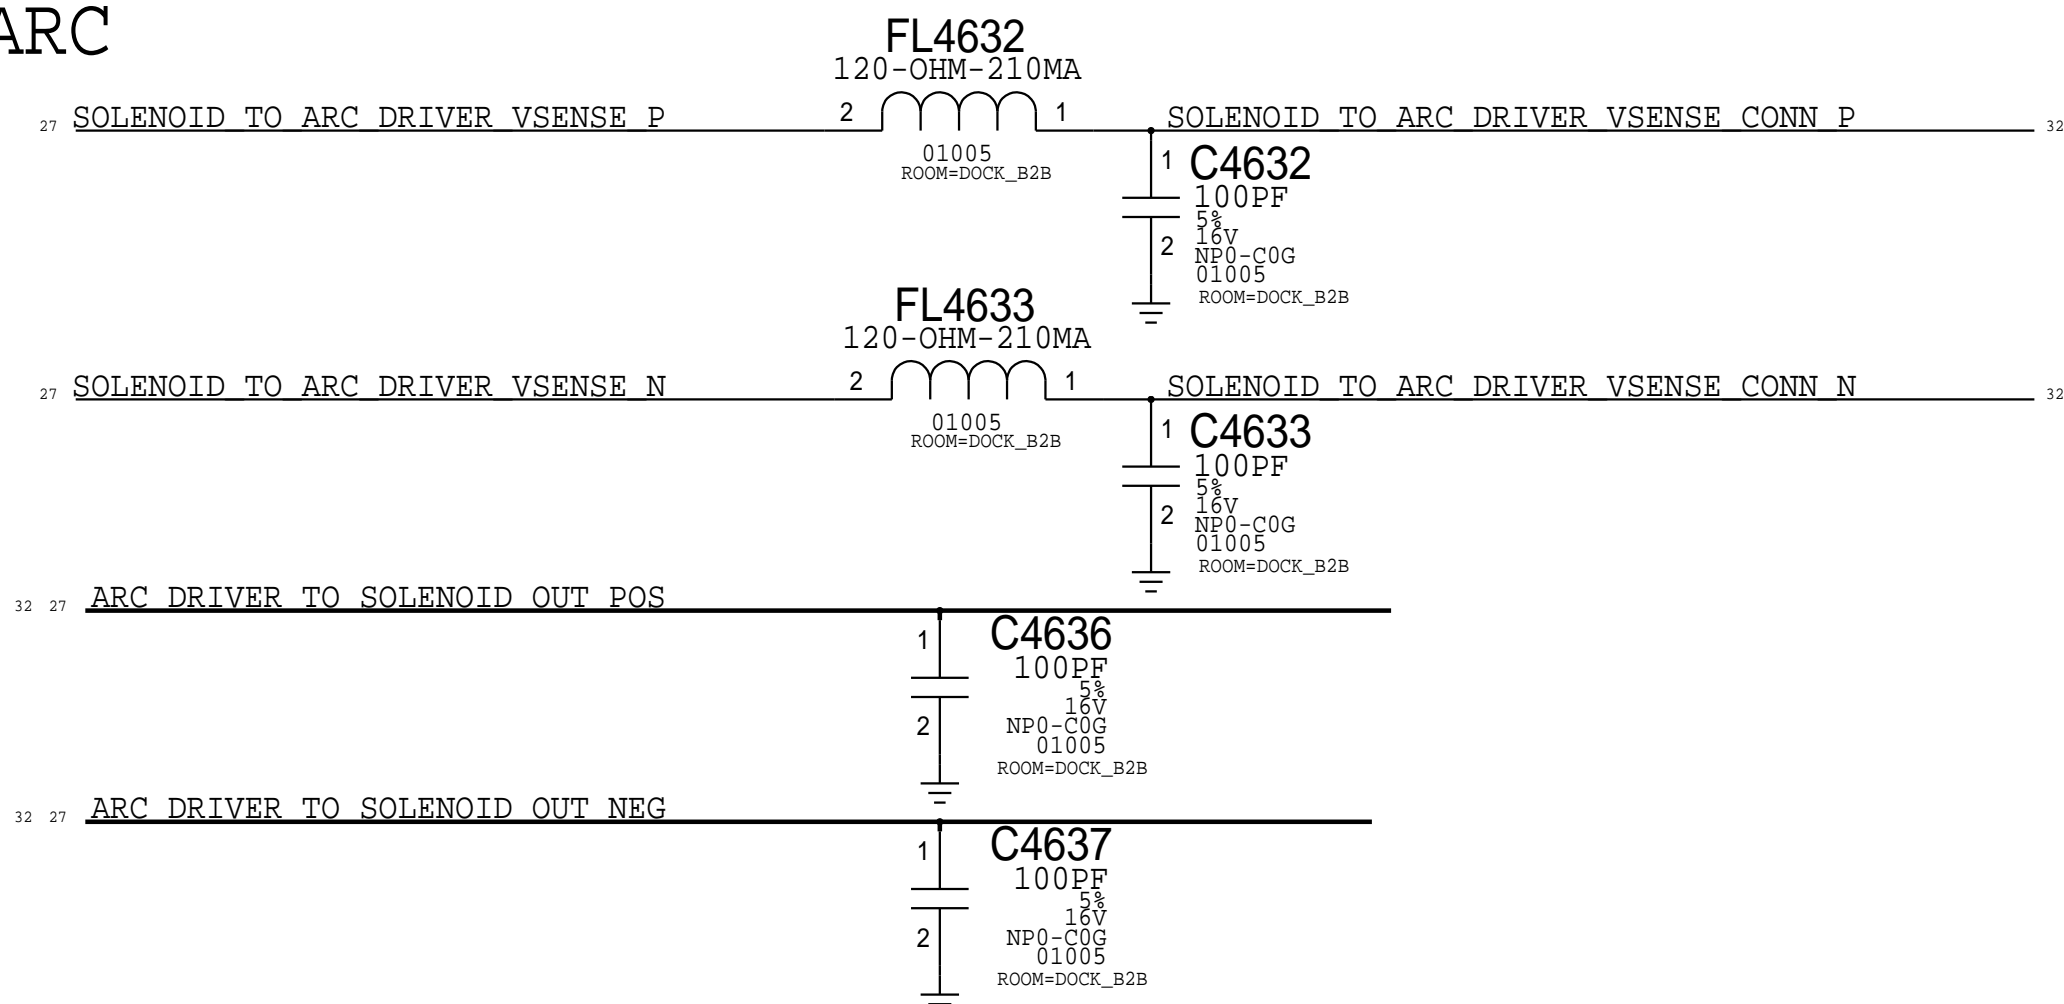 ARC
FL4632
120-OHM-210MA
27 SOLENOID_TO_ARC_DRIVER_VSENSE_P 2 1 SOLENOID_TO_ARC_DRIVER_VSENSE_CONN_P 32
01005
ROOM=DOCK_B2B
1 C4632
100PF
5%
16V
2 NP0-C0G
01005
ROOM=DOCK_B2B
FL4633
120-OHM-210MA
27 SOLENOID_TO_ARC_DRIVER_VSENSE_N 2 1 SOLENOID_TO_ARC_DRIVER_VSENSE_CONN_N 32
01005
ROOM=DOCK_B2B
1 C4633
100PF
5%
16V
2 NP0-C0G
01005
ROOM=DOCK_B2B
32 27 ARC_DRIVER_TO_SOLENOID_OUT_POS
1 C4636
100PF
5%
16V
2 NP0-C0G
01005
ROOM=DOCK_B2B
32 27 ARC_DRIVER_TO_SOLENOID_OUT_NEG
1 C4637
100PF
5%
16V
2 NP0-C0G
01005
ROOM=DOCK_B2B